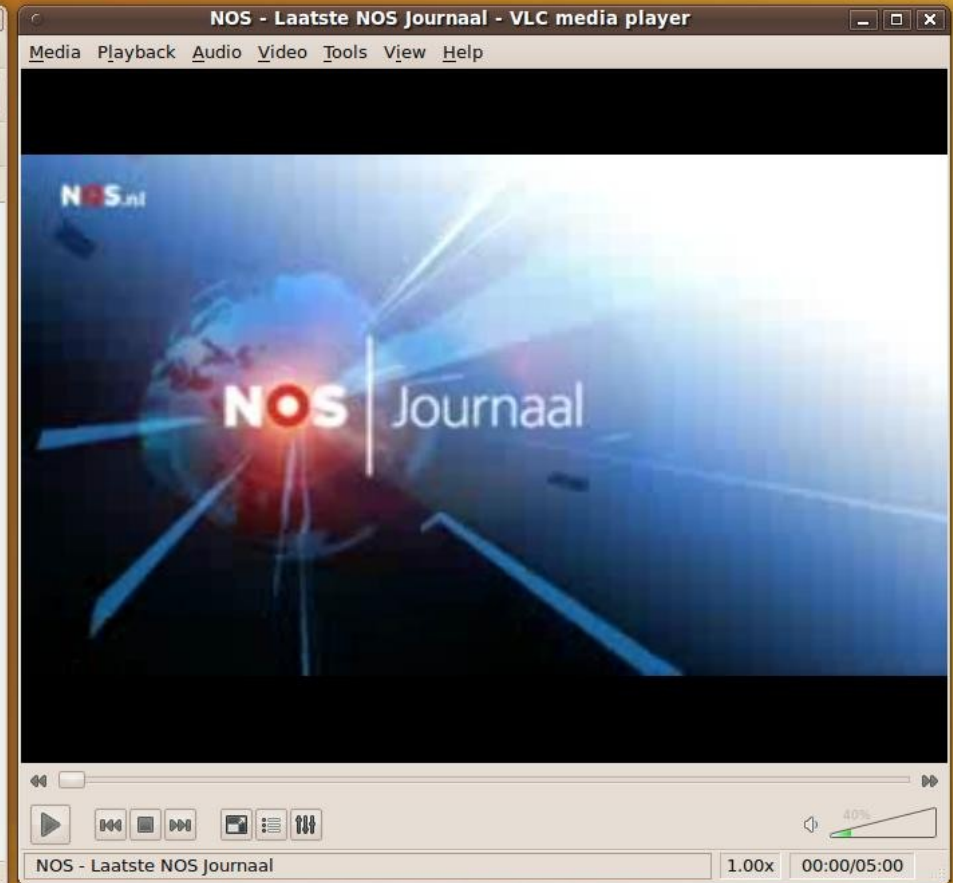 NOS - Laatste NOS Journaal - VLC media player
Media Playback Audio Video Tools View Help
NOS.nl
NOS | Journaal
40%
NOS - Laatste NOS Journaal 1.00x 00:00/05:00